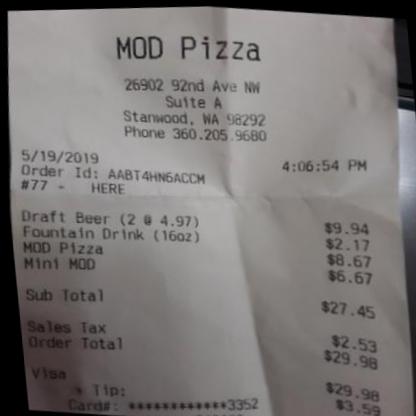 MOD Pizza
26902 92nd Ave NW
Suite A
Stanwood, WA 98292
Phone 360.205.9680
5/19/2019 4:06:54 PM
Order Id: AABT4HN6ACCM
#77 - HERE
Draft Beer (2 @ 4.97) $9.94
Fountain Drink (16oz) $2.17
MOD Pizza $8.67
Mini MOD $6.67
Sub Total $27.45
Sales Tax $2.53
Order Total $29.98
Visa $29.98
Tip: $3.59
Card#: ************3352